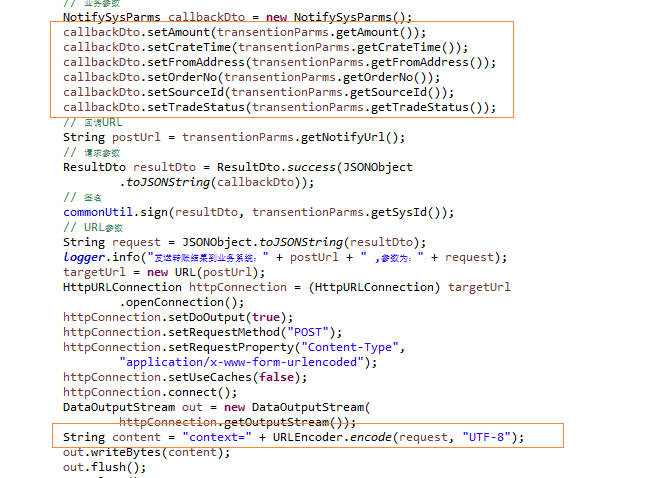 // 业务参数
NotifySysParms callbackDto = new NotifySysParms();
callbackDto.setAmount(transentionParms.getAmount());
callbackDto.setCrateTime(transentionParms.getCrateTime());
callbackDto.setFromAddress(transentionParms.getFromAddress());
callbackDto.setOrderNo(transentionParms.getOrderNo());
callbackDto.setSourceId(transentionParms.getSourceId());
callbackDto.setTradeStatus(transentionParms.getTradeStatus());
// 回调URL
String postUrl = transentionParms.getNotifyUrl();
// 请求参数
ResultDto resultDto = ResultDto.success(JSONObject
.toJSONString(callbackDto));
// 签名
commonUtil.sign(resultDto, transentionParms.getSysId());
// URL参数
String request = JSONObject.toJSONString(resultDto);
logger.info("发送转账结果到业务系统：" + postUrl + " ,参数为：" + request);
targetUrl = new URL(postUrl);
HttpURLConnection httpConnection = (HttpURLConnection) targetUrl
.openConnection();
httpConnection.setDoOutput(true);
httpConnection.setRequestMethod("POST");
httpConnection.setRequestProperty("Content-Type",
"application/x-www-form-urlencoded");
httpConnection.setUseCaches(false);
httpConnection.connect();
DataOutputStream out = new DataOutputStream(
httpConnection.getOutputStream());
String content = "context=" + URLEncoder.encode(request, "UTF-8");
out.writeBytes(content);
out.flush();